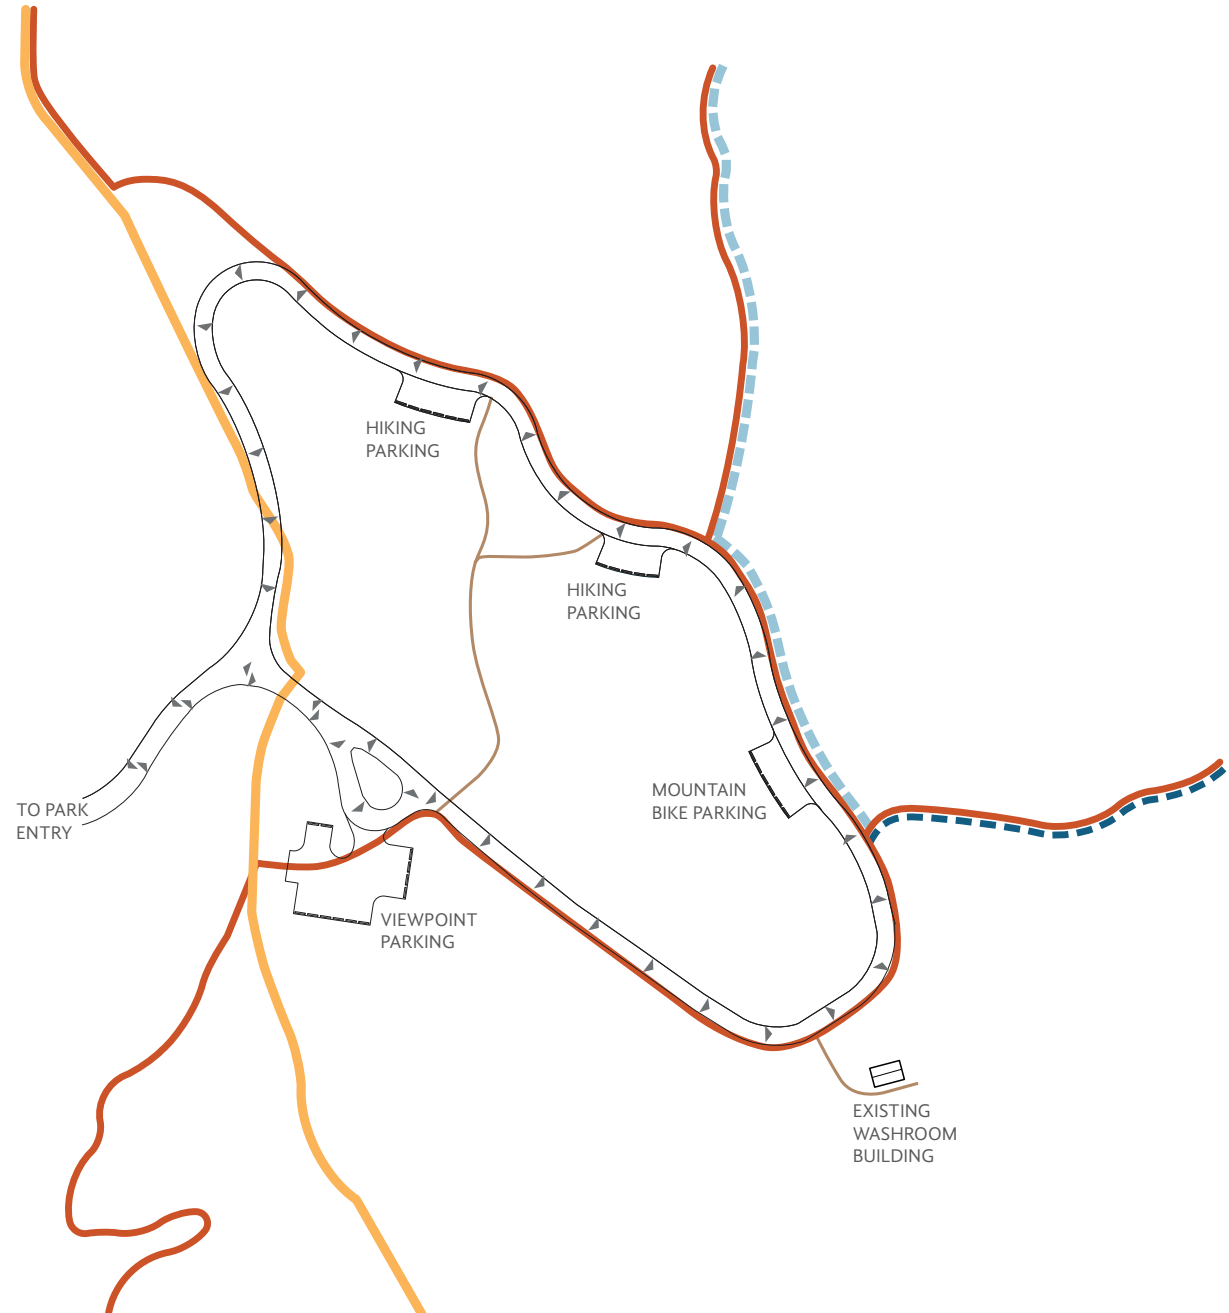 HIKING
PARKING
HIKING
PARKING
MOUNTAIN
BIKE PARKING
TO PARK
ENTRY
VIEWPOINT
PARKING
EXISTING
WASHROOM
BUILDING